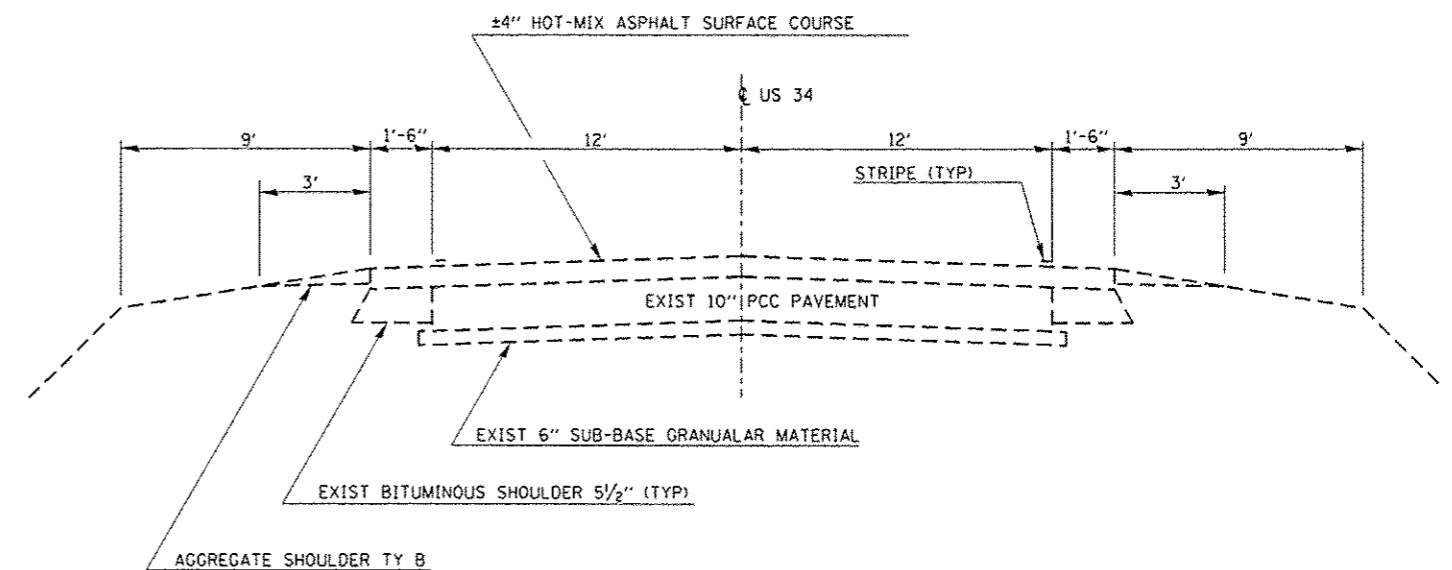 ±4" HOT-MIX ASPHALT SURFACE COURSE
℄ US 34
9' 1'-6" 12' 12' 1'-6" 9'
3' STRIPE (TYP) 3'
EXIST 10" PCC PAVEMENT
EXIST 6" SUB-BASE GRANUALAR MATERIAL
EXIST BITUMINOUS SHOULDER 5½" (TYP)
AGGREGATE SHOULDER TY B